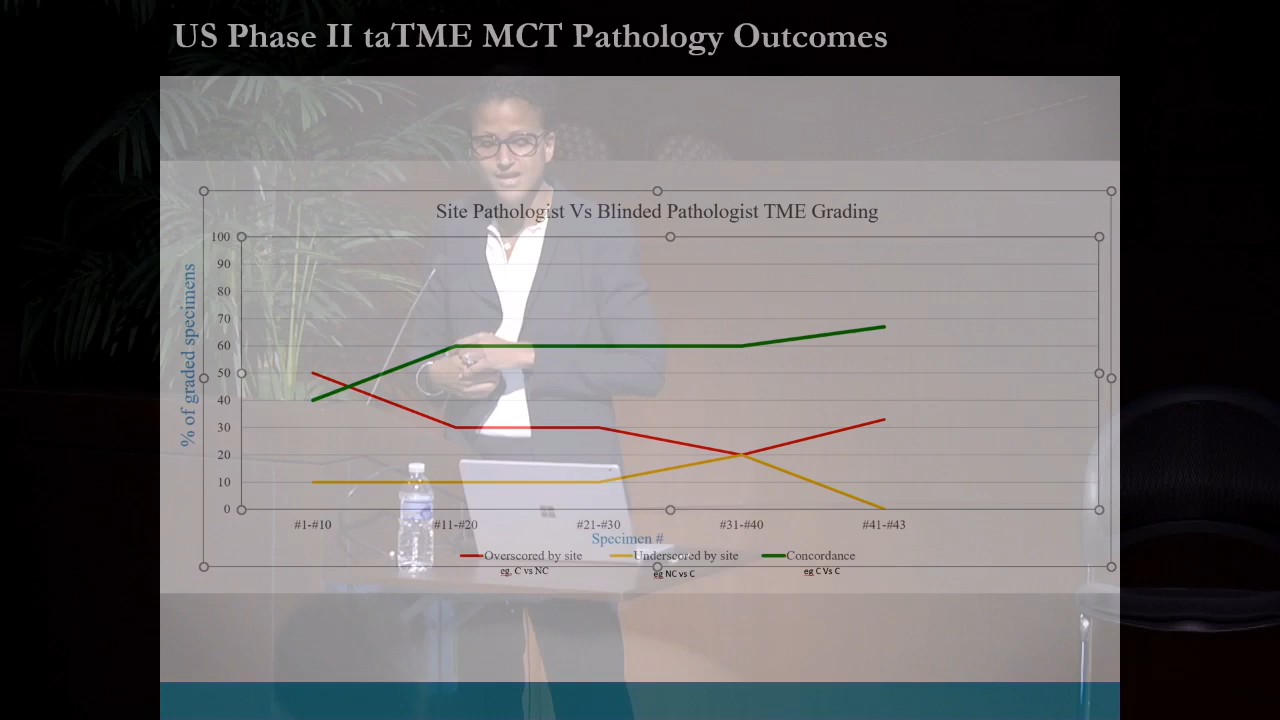 US Phase II taTME MCT Pathology Outcomes
Site Pathologist Vs Blinded Pathologist TME Grading
% of graded specimens
100
90
80
70
60
50
40
30
20
10
0
#1-#10 #11-#20 #21-#30 #31-#40 #41-#43
Specimen #
Overscored by site Underscored by site Concordance
eg, C vs NC eg NC vs C eg C Vs C